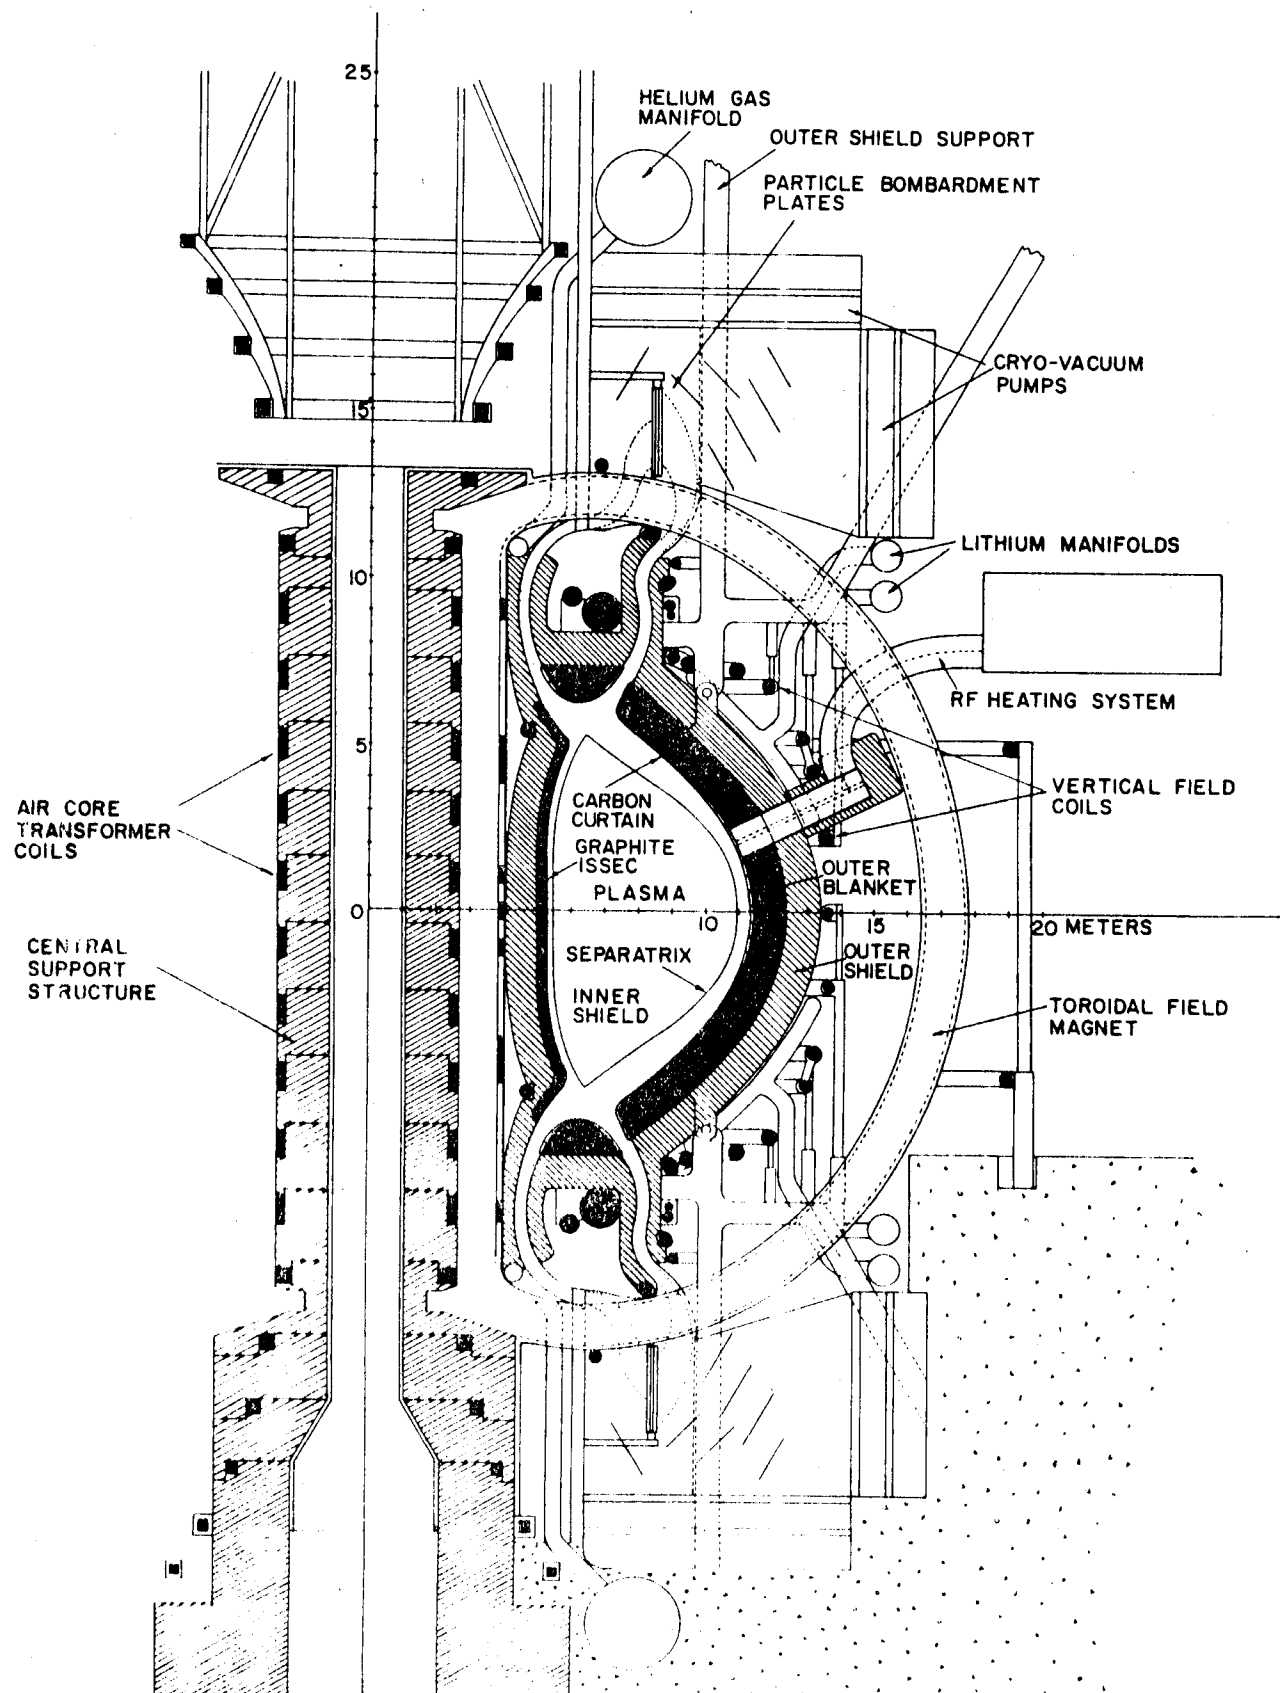 25
HELIUM GAS
MANIFOLD
OUTER SHIELD SUPPORT
PARTICLE BOMBARDMENT
PLATES
CRYO-VACUUM
PUMPS
15
LITHIUM MANIFOLDS
10
RF HEATING SYSTEM
5
VERTICAL FIELD
COILS
AIR CORE
TRANSFORMER
COILS
CARBON
CURTAIN
GRAPHITE
ISSEC
PLASMA
OUTER
BLANKET
0
10
15
20 METERS
CENTRAL
SUPPORT
STRUCTURE
SEPARATRIX
OUTER
SHIELD
INNER
SHIELD
TOROIDAL FIELD
MAGNET